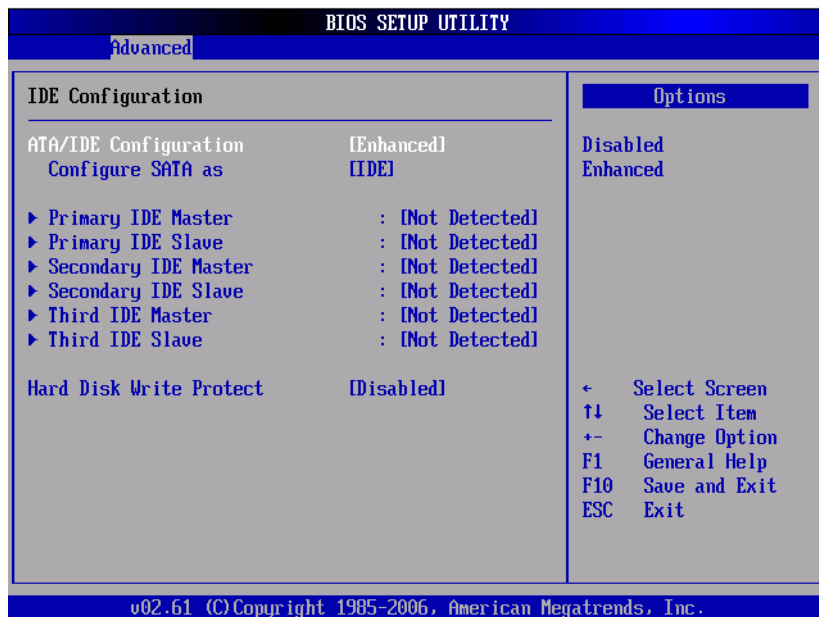 BIOS SETUP UTILITY
Advanced
IDE Configuration
ATA/IDE Configuration [Enhanced]
Configure SATA as [IDE]
▶ Primary IDE Master : [Not Detected]
▶ Primary IDE Slave : [Not Detected]
▶ Secondary IDE Master : [Not Detected]
▶ Secondary IDE Slave : [Not Detected]
▶ Third IDE Master : [Not Detected]
▶ Third IDE Slave : [Not Detected]
Hard Disk Write Protect [Disabled]
Options
Disabled
Enhanced
← Select Screen
↑↓ Select Item
+- Change Option
F1 General Help
F10 Save and Exit
ESC Exit
v02.61 (C)Copyright 1985-2006, American Megatrends, Inc.